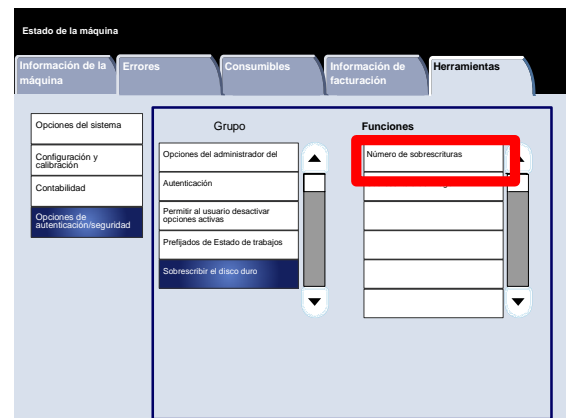 Estado de la máquina
Información de la
máquina
Errores
Consumibles
Información de
facturación
Herramientas
Opciones del sistema
Configuración y
calibración
Contabilidad
Opciones de
autenticación/seguridad
Grupo
Opciones del administrador del
Autenticación
Permitir al usuario desactivar
opciones activas
Prefijados de Estado de trabajos
Sobrescribir el disco duro
Funciones
Número de sobrescrituras